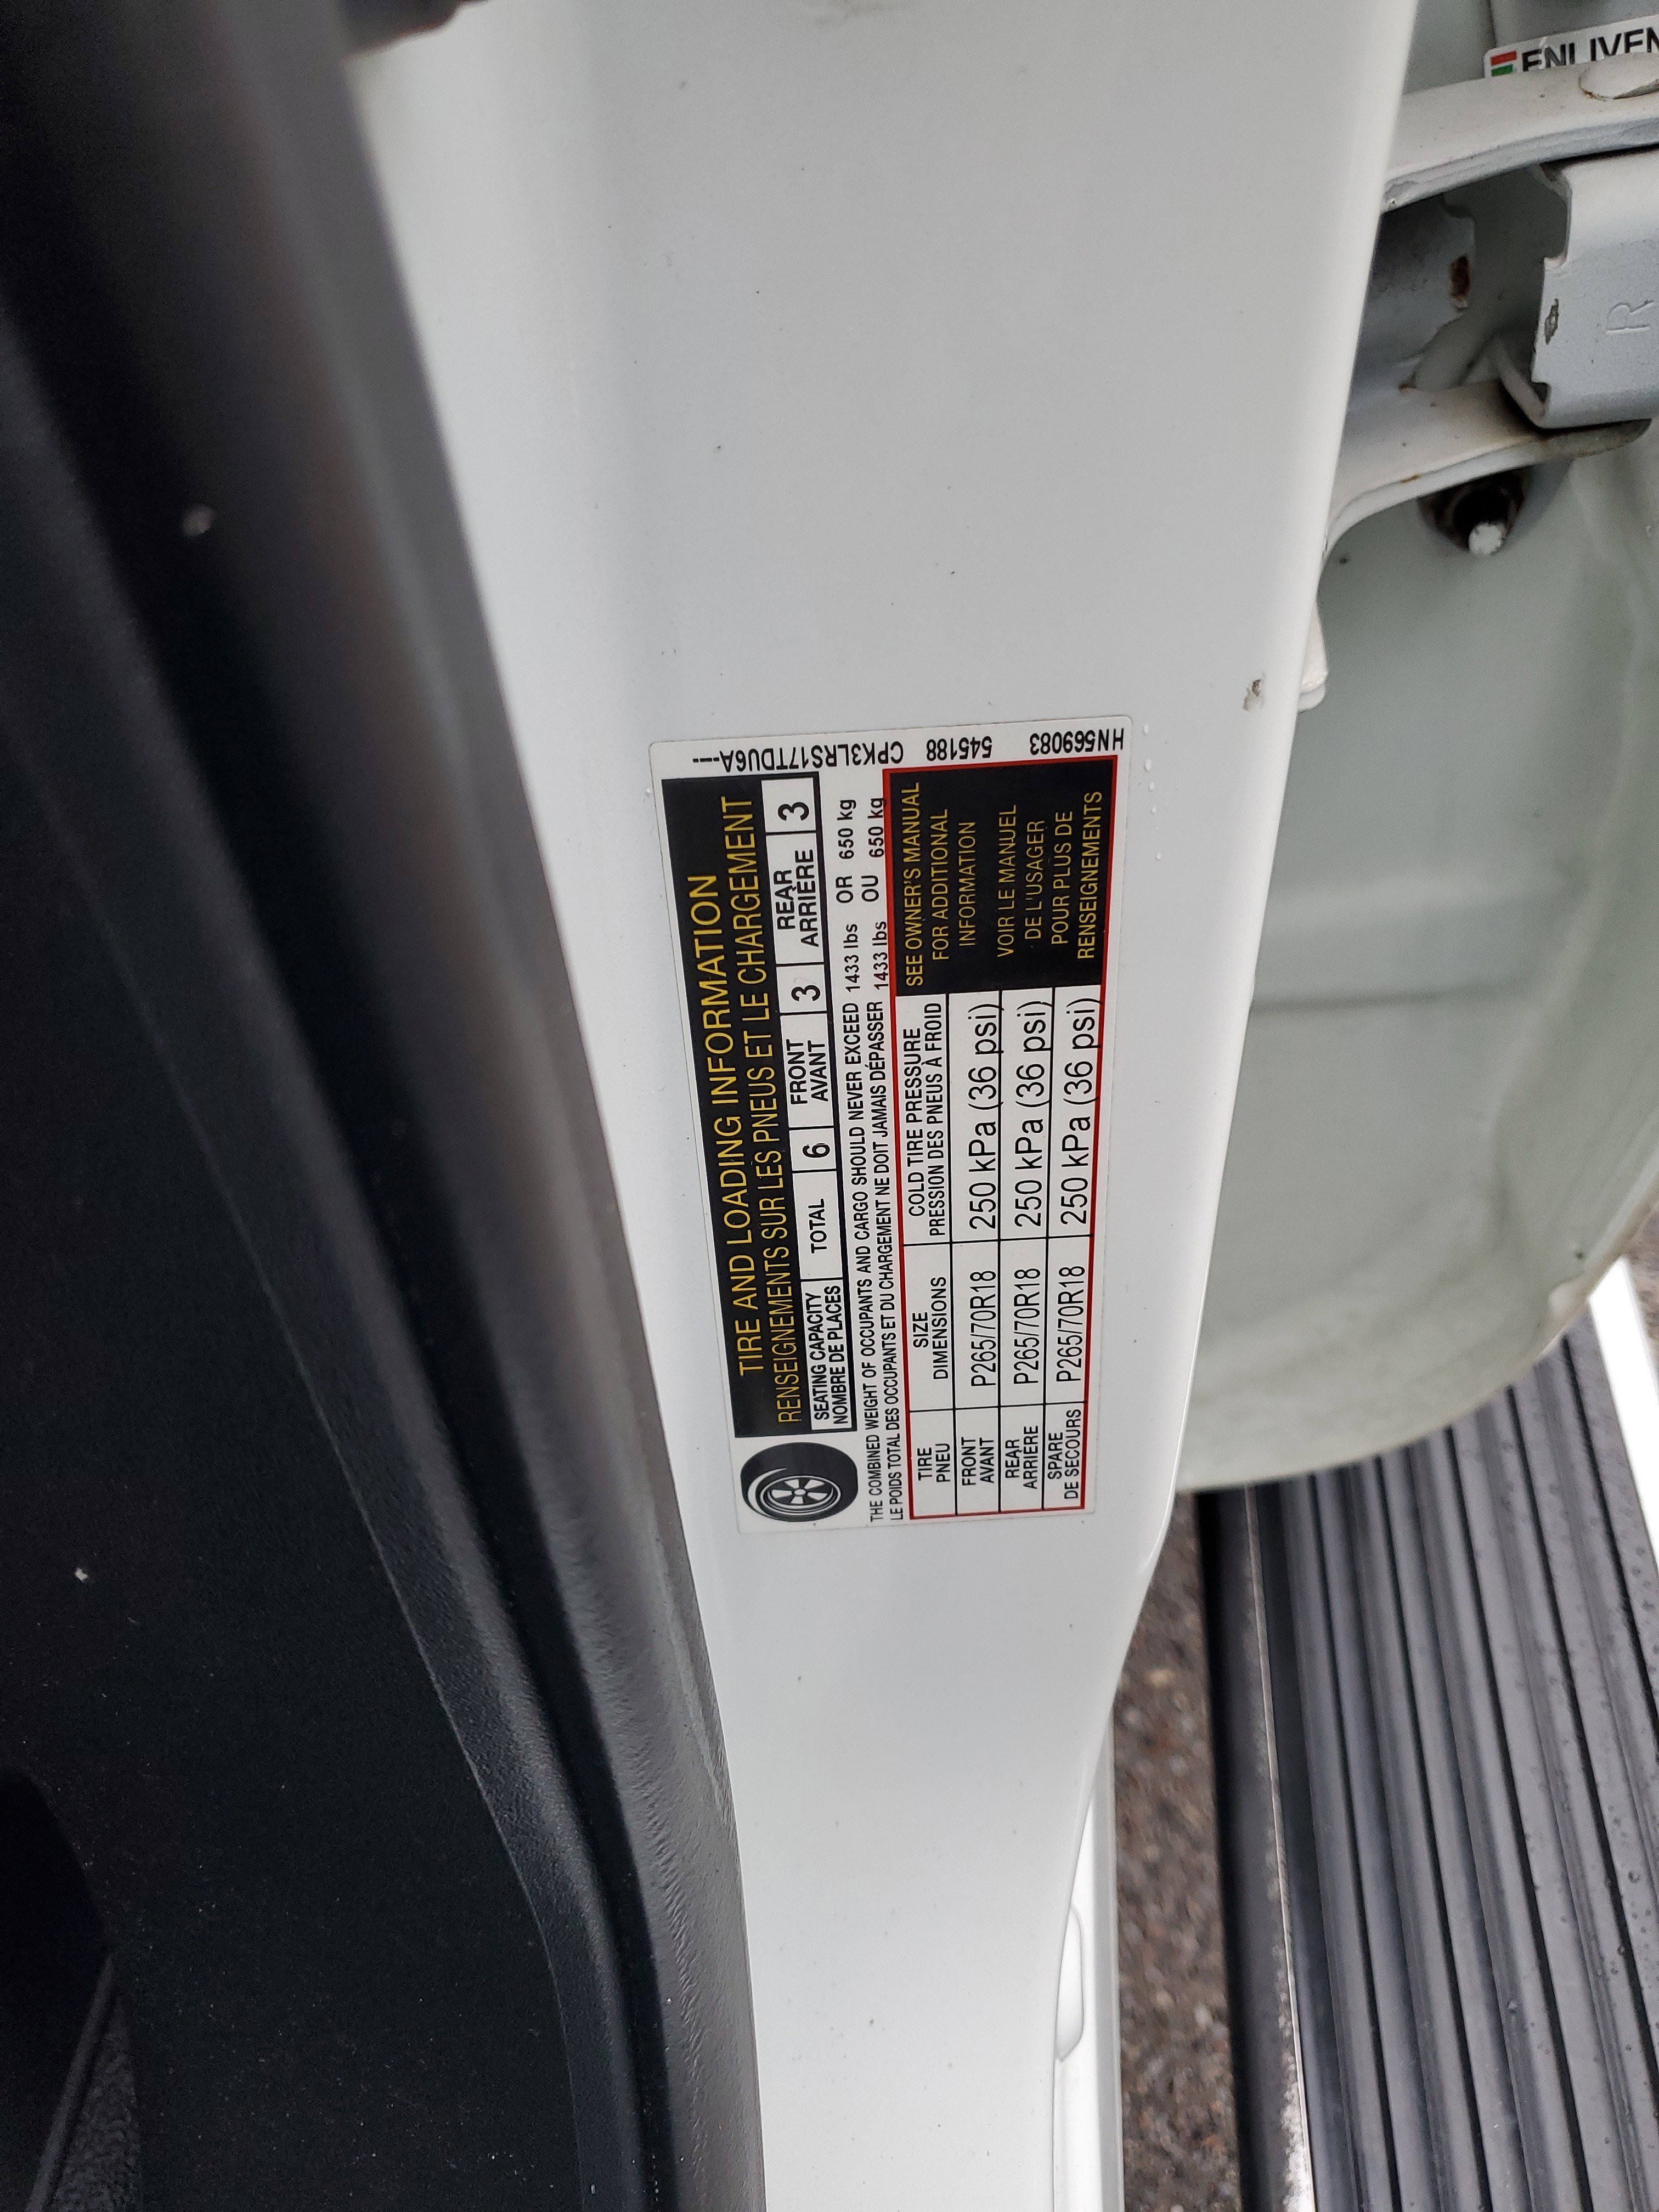 TIRE AND LOADING INFORMATION
RENSEIGNEMENTS SUR LES PNEUS ET LE CHARGEMENT
SEATING CAPACITY
NOMBRE DE PLACES
TOTAL 6
FRONT
AVANT
3
REAR
ARRIÈRE
3
THE COMBINED WEIGHT OF OCCUPANTS AND CARGO SHOULD NEVER EXCEED 1433 lbs OR 650 kg
LE POIDS TOTAL DES OCCUPANTS ET DU CHARGEMENT NE DOIT JAMAIS DÉPASSER 1433 lbs OU 650 kg
TIRE
PNEU
SIZE
DIMENSIONS
COLD TIRE PRESSURE
PRESSION DES PNEUS À FROID
FRONT
AVANT
P265/70R18
250 kPa (36 psi)
REAR
ARRIÈRE
P265/70R18
250 kPa (36 psi)
SPARE
DE SECOURS
P265/70R18
250 kPa (36 psi)
SEE OWNER'S MANUAL
FOR ADDITIONAL
INFORMATION
VOIR LE MANUEL
DE L'USAGER
POUR PLUS DE
RENSEIGNEMENTS
HN569083 545188 CPK3LRS17TDU6A----
ENLIVEN
R